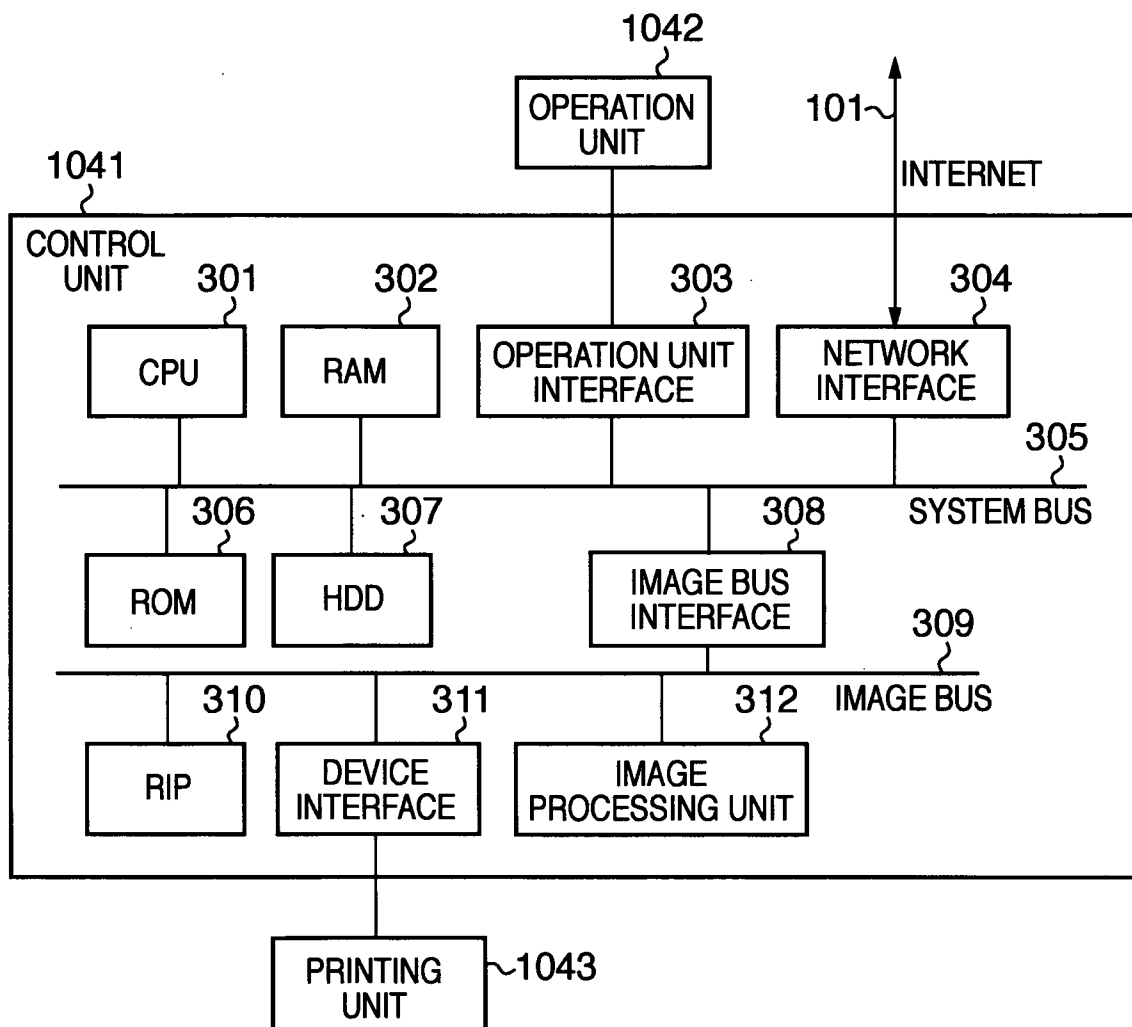 1042
OPERATION
UNIT
101
INTERNET
1041
CONTROL
UNIT
301
302
303
304
CPU
RAM
OPERATION UNIT
INTERFACE
NETWORK
INTERFACE
305
SYSTEM BUS
306
307
308
ROM
HDD
IMAGE BUS
INTERFACE
309
IMAGE BUS
310
311
312
RIP
DEVICE
INTERFACE
IMAGE
PROCESSING UNIT
PRINTING
UNIT
1043